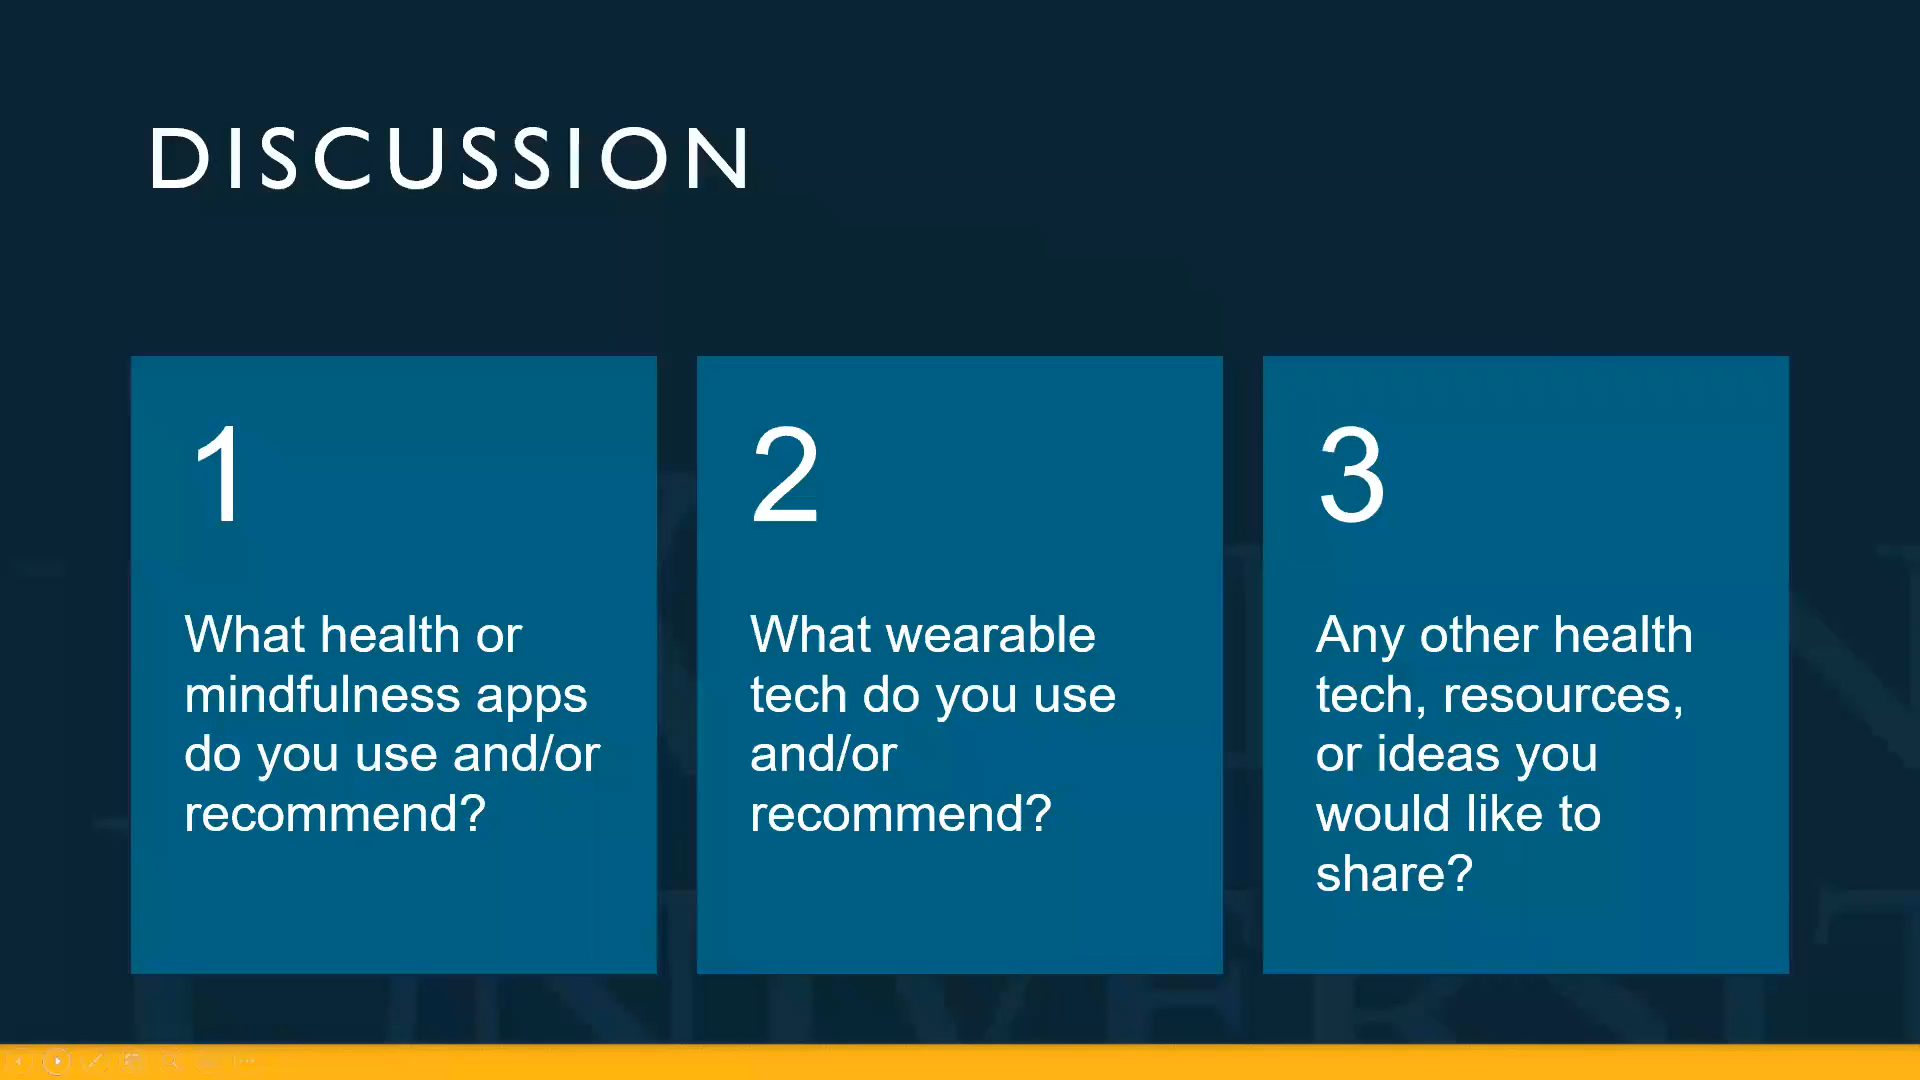 DISCUSSION
1
What health or
mindfulness apps
do you use and/or
recommend?
2
What wearable
tech do you use
and/or
recommend?
3
Any other health
tech, resources,
or ideas you
would like to
share?